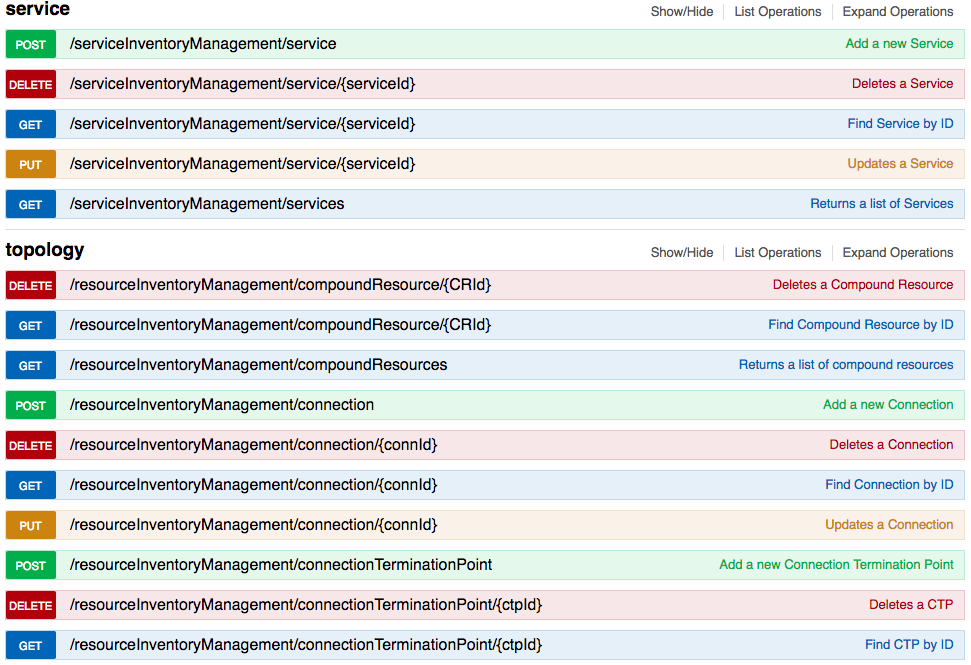 service Show/Hide List Operations Expand Operations
POST /serviceInventoryManagement/service Add a new Service
DELETE /serviceInventoryManagement/service/{serviceId} Deletes a Service
GET /serviceInventoryManagement/service/{serviceId} Find Service by ID
PUT /serviceInventoryManagement/service/{serviceId} Updates a Service
GET /serviceInventoryManagement/services Returns a list of Services
topology Show/Hide List Operations Expand Operations
DELETE /resourceInventoryManagement/compoundResource/{CRId} Deletes a Compound Resource
GET /resourceInventoryManagement/compoundResource/{CRId} Find Compound Resource by ID
GET /resourceInventoryManagement/compoundResources Returns a list of compound resources
POST /resourceInventoryManagement/connection Add a new Connection
DELETE /resourceInventoryManagement/connection/{connId} Deletes a Connection
GET /resourceInventoryManagement/connection/{connId} Find Connection by ID
PUT /resourceInventoryManagement/connection/{connId} Updates a Connection
POST /resourceInventoryManagement/connectionTerminationPoint Add a new Connection Termination Point
DELETE /resourceInventoryManagement/connectionTerminationPoint/{ctpId} Deletes a CTP
GET /resourceInventoryManagement/connectionTerminationPoint/{ctpId} Find CTP by ID